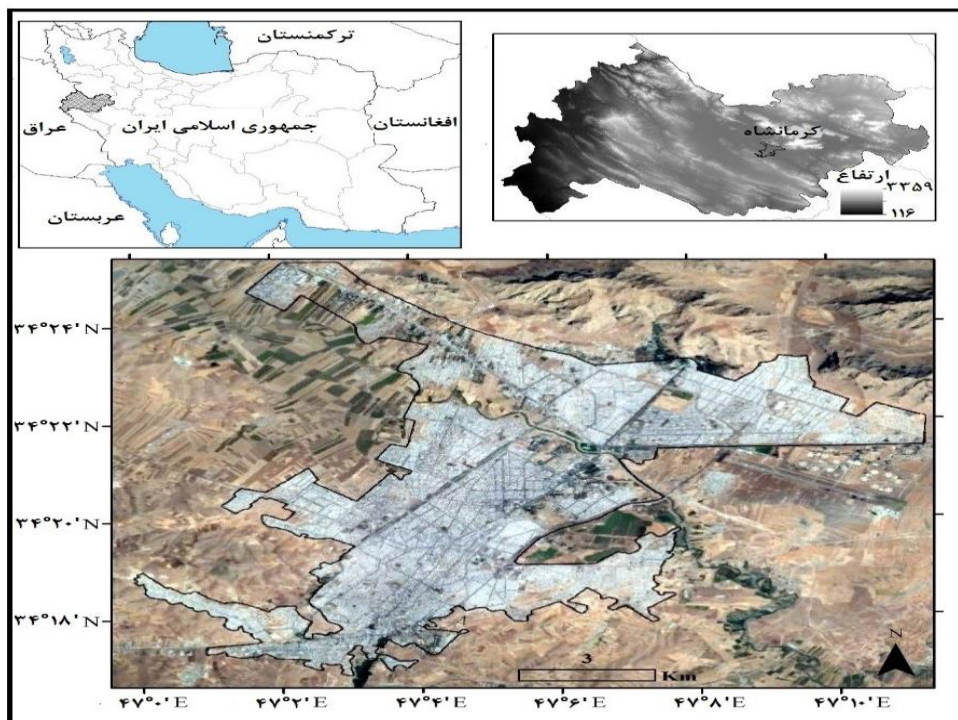 ترکمنستان
عراق
جمهوری اسلامی ایران
افغانستان
عربستان
کرمانشاه
ارتفاع
۳۳۵۹
۱۱۶
۳۴°۲۴'N
۳۴°۲۲'N
۳۴°۲۰'N
۳۴°۱۸'N
N
۳
Km
۴۷°۰'E
۴۷°۲'E
۴۷°۴'E
۴۷°۶'E
۴۷°۸'E
۴۷°۱۰'E